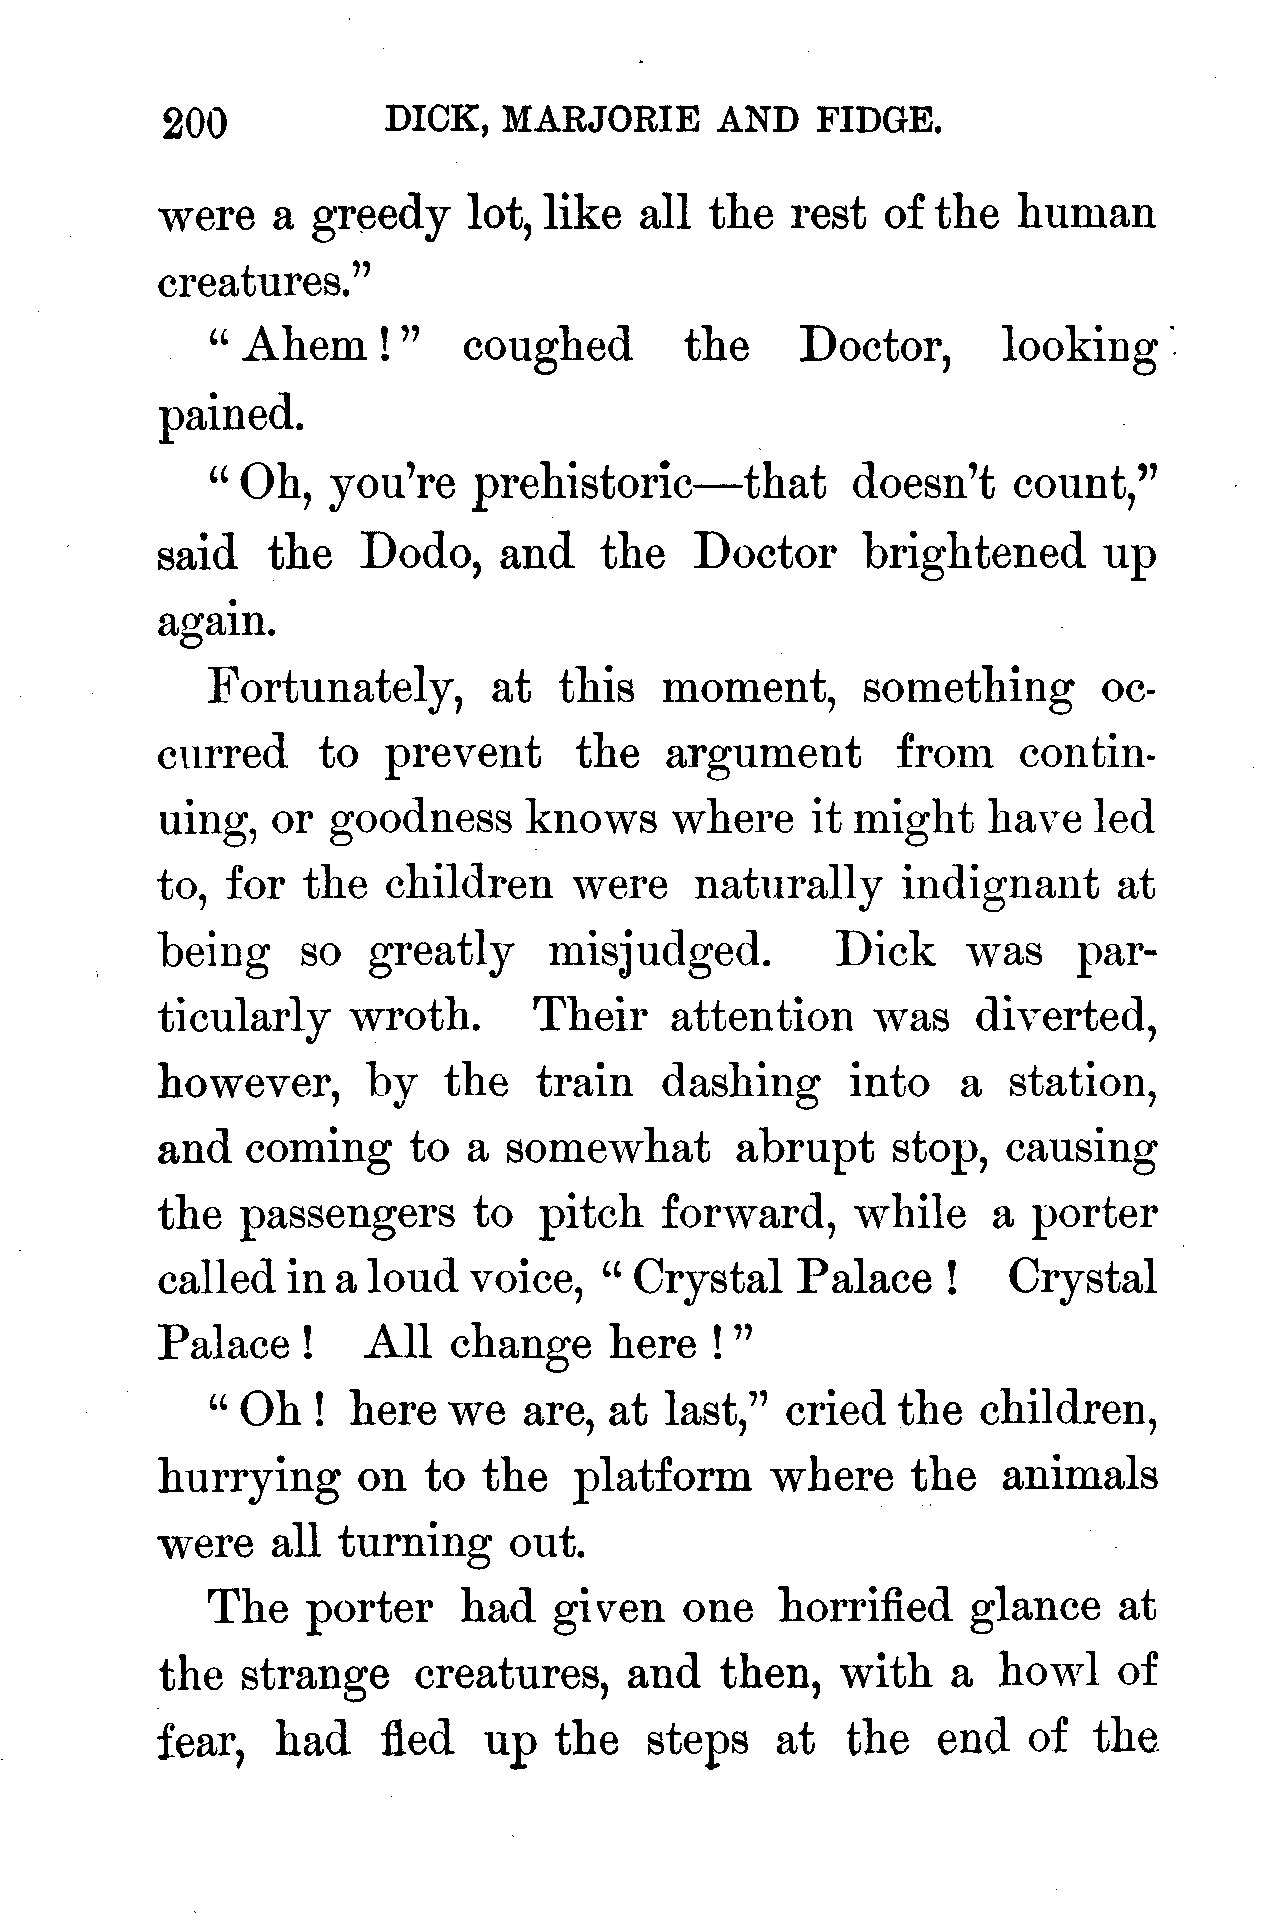 200 DICK, MARJORIE AND FIDGE.
were a greedy lot, like all the rest of the human
creatures."
" Ahem ! " coughed the Doctor, looking
pained.
" Oh, you're prehistoric—that doesn't count,"
said the Dodo, and the Doctor brightened up
again.
Fortunately, at this moment, something oc-
curred to prevent the argument from contin-
uing, or goodness knows where it might have led
to, for the children were naturally indignant at
being so greatly misjudged. Dick was par-
ticularly wroth. Their attention was diverted,
however, by the train dashing into a station,
and coming to a somewhat abrupt stop, causing
the passengers to pitch forward, while a porter
called in a loud voice, " Crystal Palace ! Crystal
Palace ! All change here ! "
" Oh ! here we are, at last," cried the children,
hurrying on to the platform where the animals
were all turning out.
The porter had given one horrified glance at
the strange creatures, and then, with a howl of
fear, had fled up the steps at the end of the